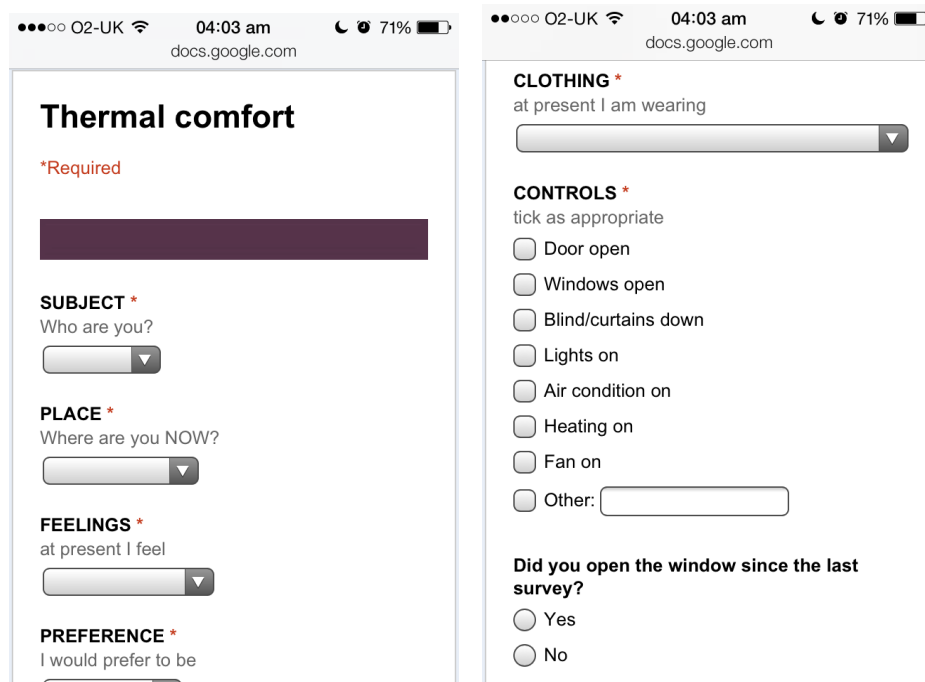 O2-UK 04:03 am 71%
docs.google.com
Thermal comfort
*Required
SUBJECT *
Who are you?
PLACE *
Where are you NOW?
FEELINGS *
at present I feel
PREFERENCE *
I would prefer to be
O2-UK 04:03 am 71%
docs.google.com
CLOTHING *
at present I am wearing
CONTROLS *
tick as appropriate
Door open
Windows open
Blind/curtains down
Lights on
Air condition on
Heating on
Fan on
Other:
Did you open the window since the last
survey?
Yes
No